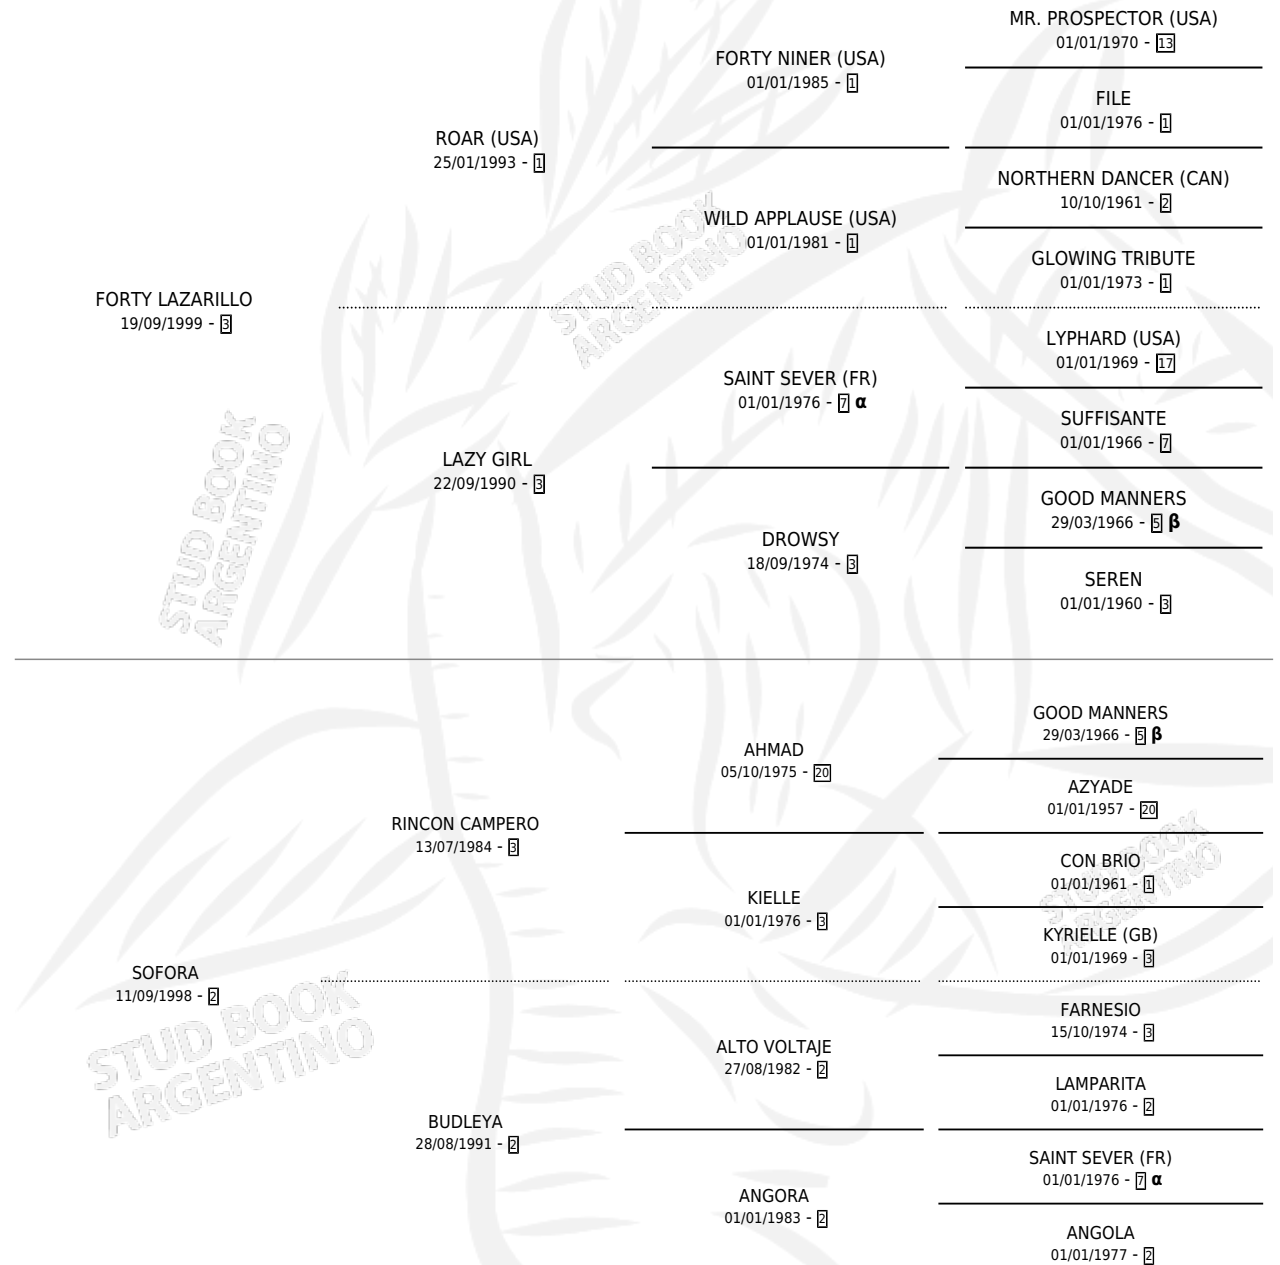 MR. PROSPECTOR (USA)
01/01/1970 - 13
FORTY NINER (USA)
01/01/1985 - 1
FILE
01/01/1976 - 1
ROAR (USA)
25/01/1993 - 1
NORTHERN DANCER (CAN)
10/10/1961 - 2
WILD APPLAUSE (USA)
01/01/1981 - 1
GLOWING TRIBUTE
01/01/1973 - 1
STUD BOOK
ARGENTINO
FORTY LAZARILLO
19/09/1999 - 3
LYPHARD (USA)
01/01/1969 - 17
SAINT SEVER (FR)
01/01/1976 - 7 α
SUFFISANTE
01/01/1966 - 7
LAZY GIRL
22/09/1990 - 3
GOOD MANNERS
29/03/1966 - 5 β
DROWSY
18/09/1974 - 3
SEREN
01/01/1960 - 3
STUD BOOK
ARGENTINO
GOOD MANNERS
29/03/1966 - 5 β
AHMAD
05/10/1975 - 20
AZYADE
01/01/1957 - 20
RINCON CAMPERO
13/07/1984 - 3
CON BRIO
01/01/1961 - 1
KIELLE
01/01/1976 - 3
KYRIELLE (GB)
01/01/1969 - 3
STUD BOOK
ARGENTINO
SOFORA
11/09/1998 - 2
FARNESIO
15/10/1974 - 3
ALTO VOLTAJE
27/08/1982 - 2
LAMPARITA
01/01/1976 - 2
STUD BOOK
ARGENTINO
BUDLEYA
28/08/1991 - 2
SAINT SEVER (FR)
01/01/1976 - 7 α
ANGORA
01/01/1983 - 2
ANGOLA
01/01/1977 - 2